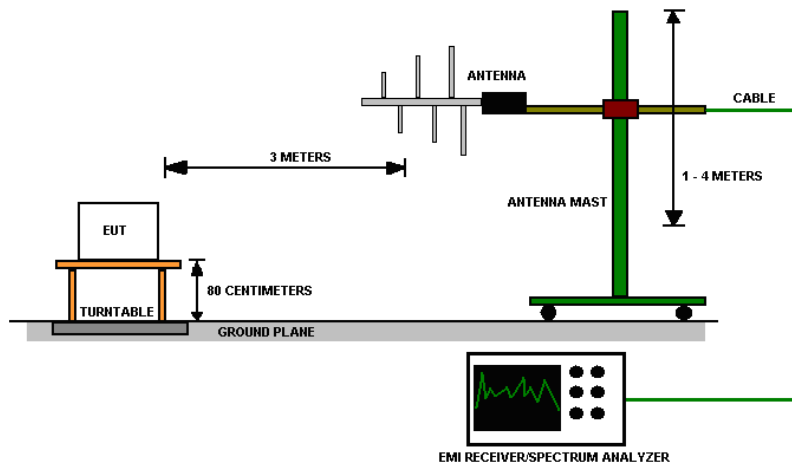 ANTENNA
CABLE
3 METERS
1 - 4 METERS
ANTENNA MAST
EUT
80 CENTIMETERS
TURNTABLE
GROUND PLANE
EMI RECEIVER/SPECTRUM ANALYZER